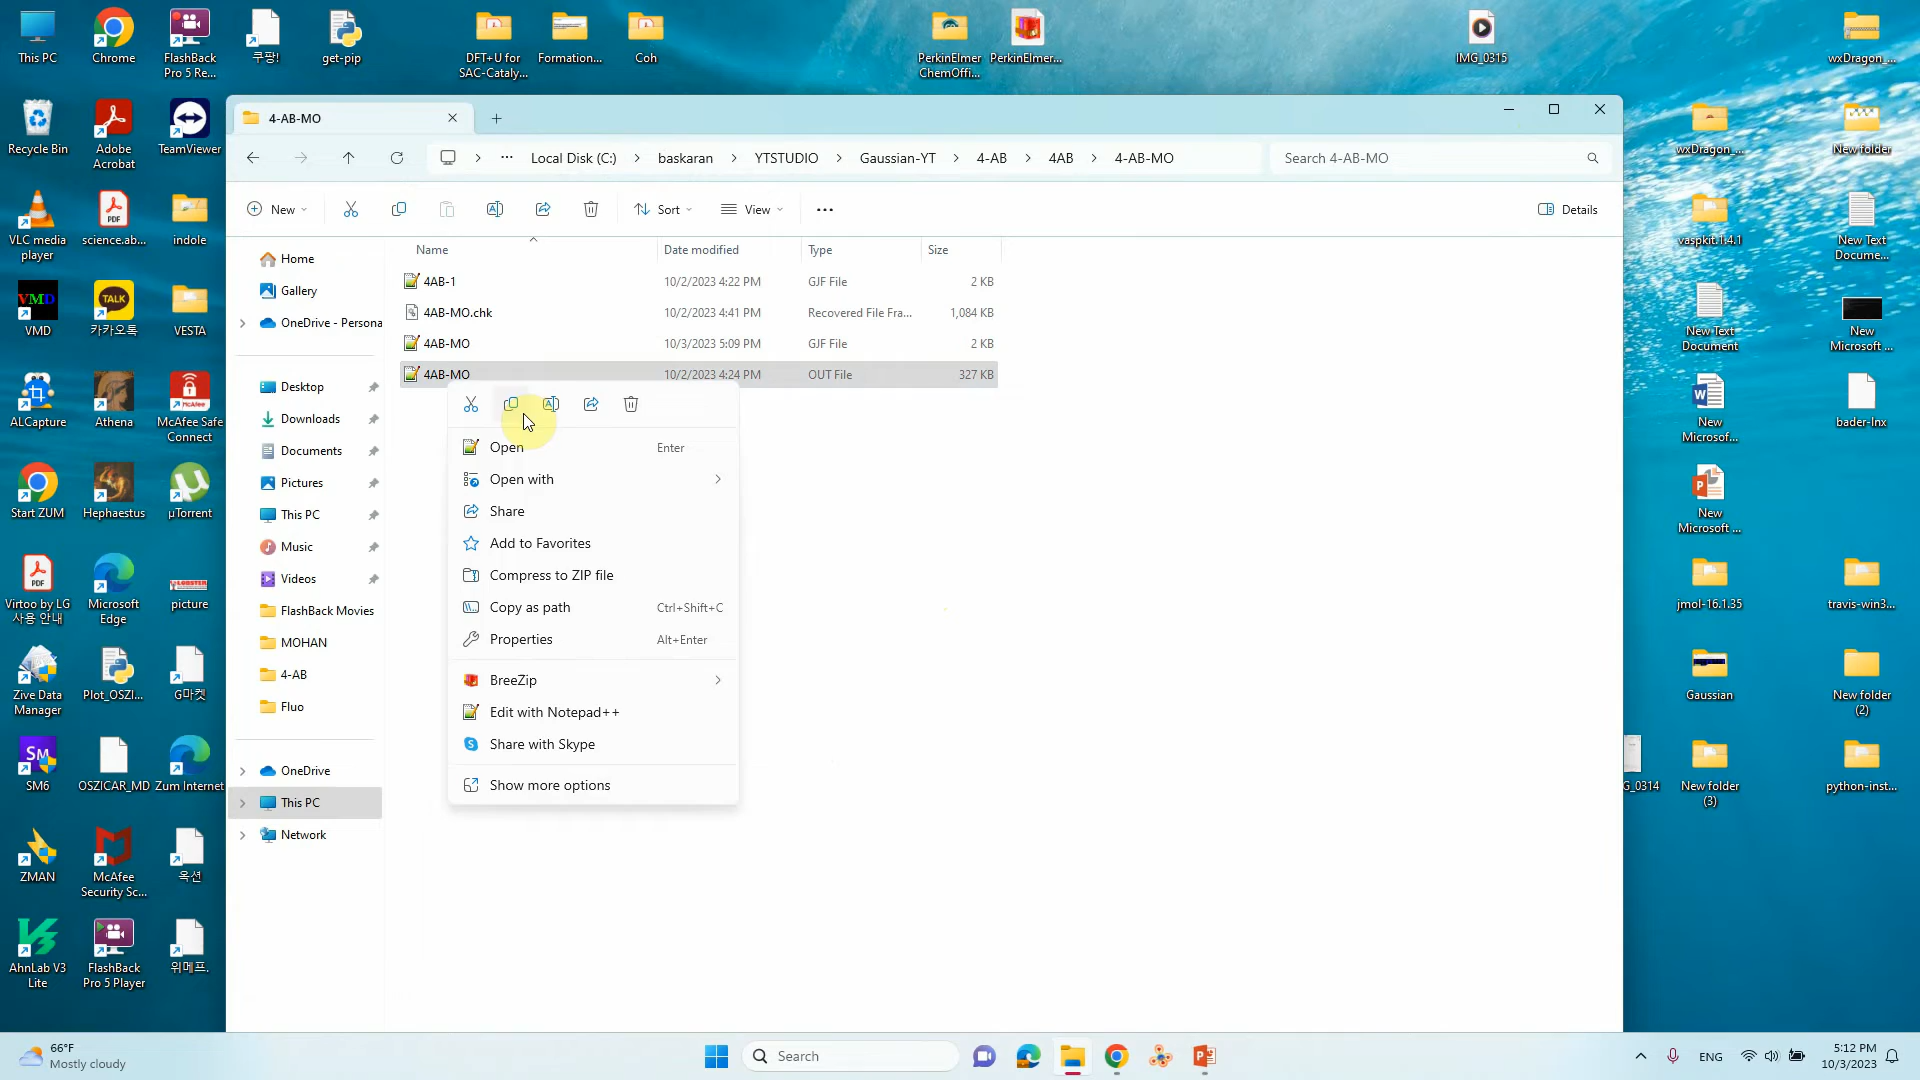 This PC
Chrome
FlashBack
Pro 5 Re...
쿠팡!
get-pip
DFT+U for
SAC-Cataly...
Formation...
Coh
PerkinElmer
ChemOffi...
PerkinElmer...
IMG_0315
wxDragon_...
Recycle Bin
Adobe
Acrobat
TeamViewer
VLC media
player
science.ab...
indole
VMD
카카오톡
VESTA
ALCapture
Athena
McAfee Safe
Connect
Start ZUM
Hephaestus
µTorrent
Virtoo by LG
사용 안내
Microsoft
Edge
picture
Zive Data
Manager
Plot_OSZI...
G마켓
SM6
OSZICAR_MD
Zum Internet
ZMAN
McAfee
Security Sc...
옥션
AhnLab V3
Lite
FlashBack
Pro 5 Player
위메프.
4-AB-MO
Local Disk (C:)
baskaran
YTSTUDIO
Gaussian-YT
4-AB
4AB
4-AB-MO
Search 4-AB-MO
New
Sort
View
Details
Home
Gallery
OneDrive - Persona
Desktop
Downloads
Documents
Pictures
This PC
Music
Videos
FlashBack Movies
MOHAN
4-AB
Fluo
OneDrive
This PC
Network
Name Date modified Type Size
4AB-1 10/2/2023 4:22 PM GJF File 2 KB
4AB-MO.chk 10/2/2023 4:41 PM Recovered File Fra... 1,084 KB
4AB-MO 10/3/2023 5:09 PM GJF File 2 KB
4AB-MO 10/2/2023 4:24 PM OUT File 327 KB
Open Enter
Open with
Share
Add to Favorites
Compress to ZIP file
Copy as path Ctrl+Shift+C
Properties Alt+Enter
BreeZip
Edit with Notepad++
Share with Skype
Show more options
wxDragon_...
New folder
vaspkit.1.4.1
New Text
Docume...
New Text
Document
New
Microsoft ...
New
Microsof...
bader-lnx
New
Microsoft ...
jmol-16.1.35
travis-win3...
Gaussian
New folder
(2)
G_0314
New folder
(3)
python-inst...
66°F
Mostly cloudy
Search
ENG
5:12 PM
10/3/2023